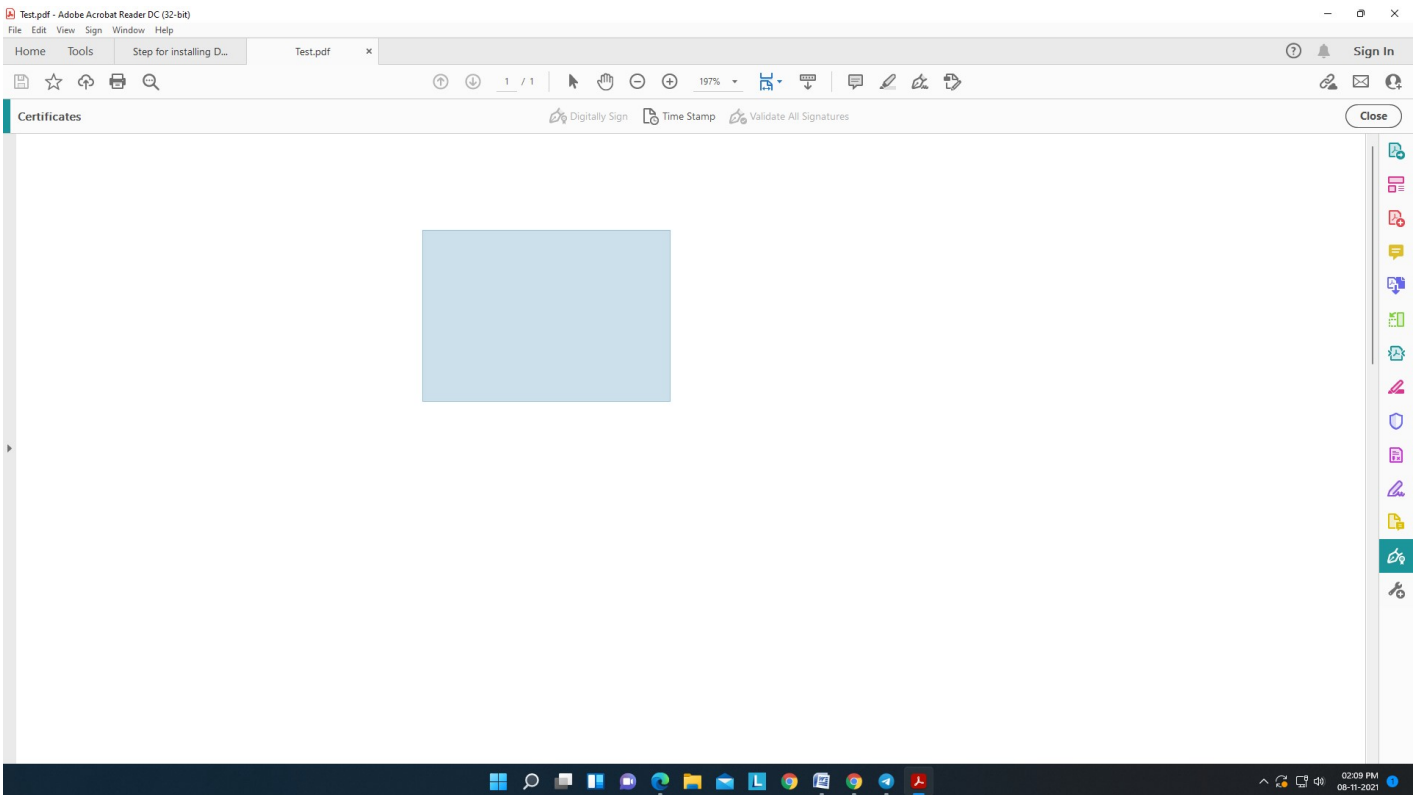 Test.pdf - Adobe Acrobat Reader DC (32-bit)
File Edit View Sign Window Help
Home Tools Step for installing D... Test.pdf × Sign In
1 / 1 197%
Certificates Digitally Sign Time Stamp Validate All Signatures Close
02:09 PM
08-11-2021 1